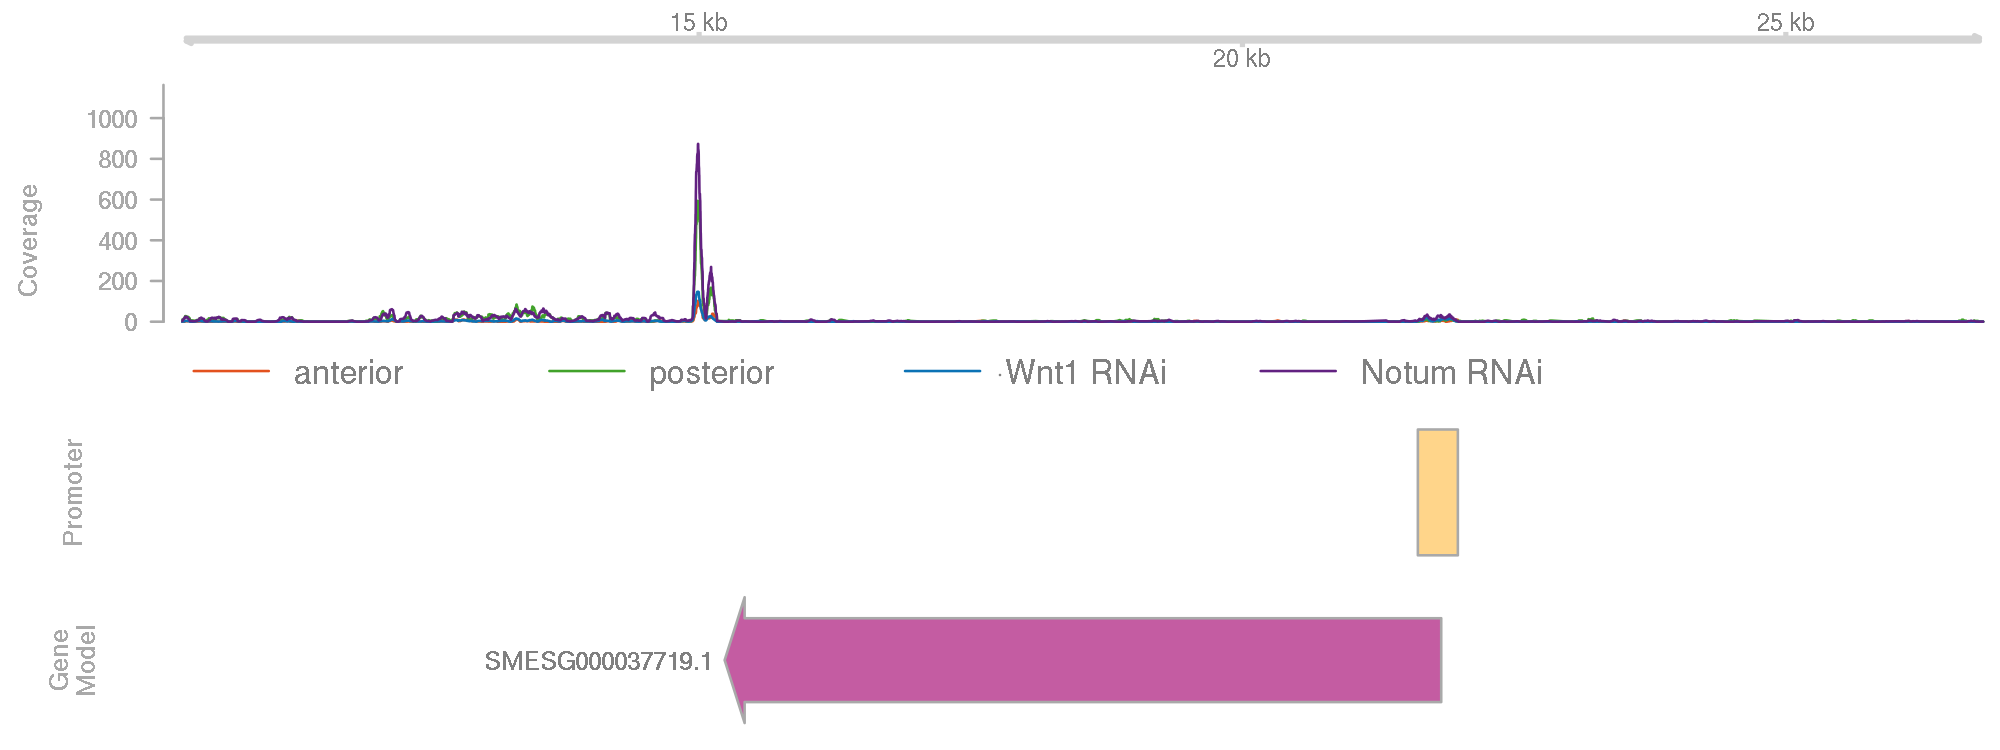 15 kb
25 kb
20 kb
Coverage
1000
800
600
400
200
0
anterior posterior Wnt1 RNAi Notum RNAi
Promoter
Gene
Model
SMESG000037719.1